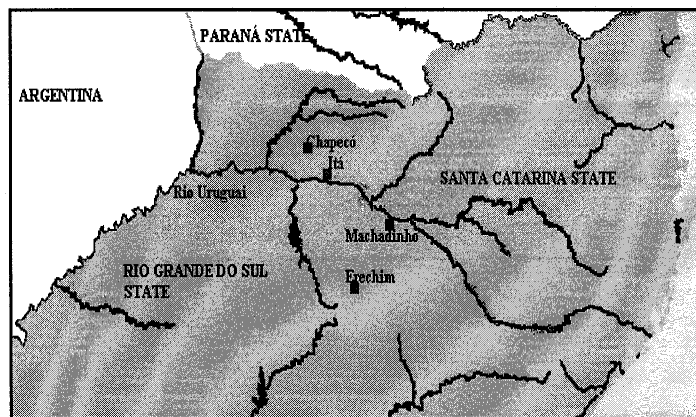 PARANÁ STATE
ARGENTINA
Chapecó
Itá
SANTA CATARINA STATE
Rio Uruguai
Machadinho
RIO GRANDE DO SUL
STATE
Erechim